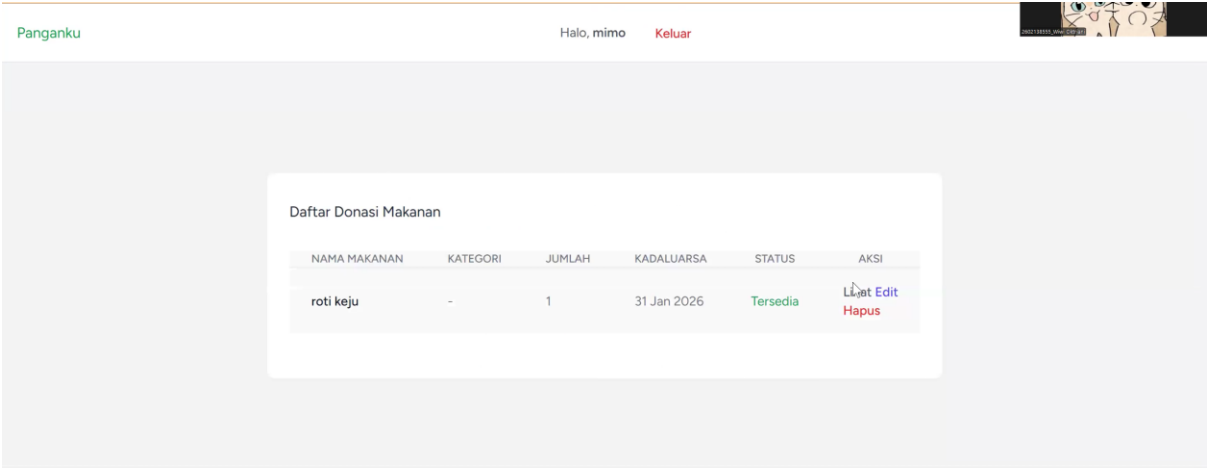 Panganku
Halo, mimo Keluar
Daftar Donasi Makanan
NAMA MAKANAN KATEGORI JUMLAH KADALUARSA STATUS AKSI
roti keju - 1 31 Jan 2026 Tersedia Lihat Edit
Hapus